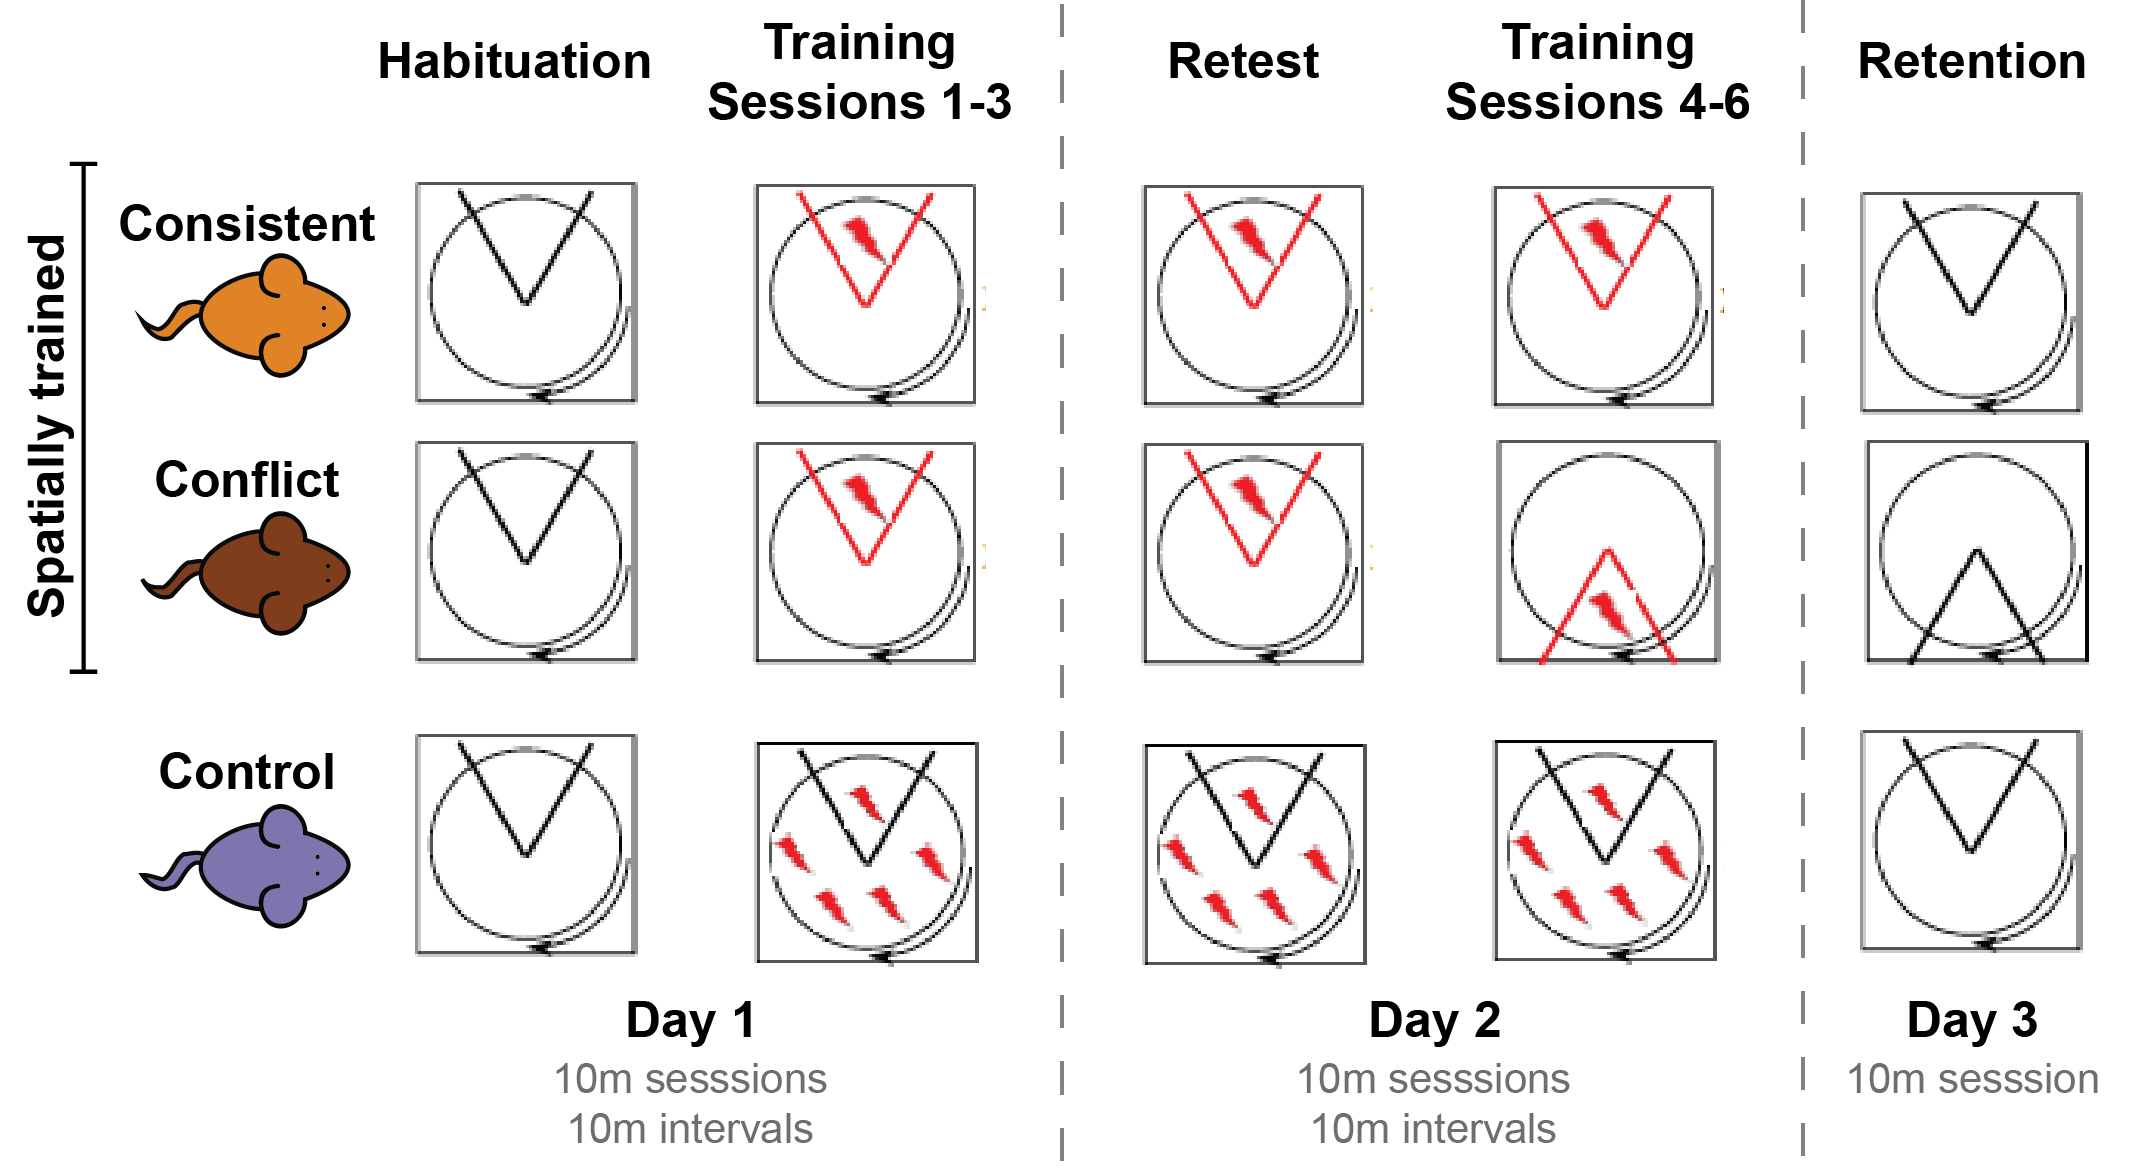 Habituation
Training
Sessions 1-3
Retest
Training
Sessions 4-6
Retention
Spatially trained
Consistent
Conflict
Control
Day 1
10m sesssions
10m intervals
Day 2
10m sesssions
10m intervals
Day 3
10m sesssion